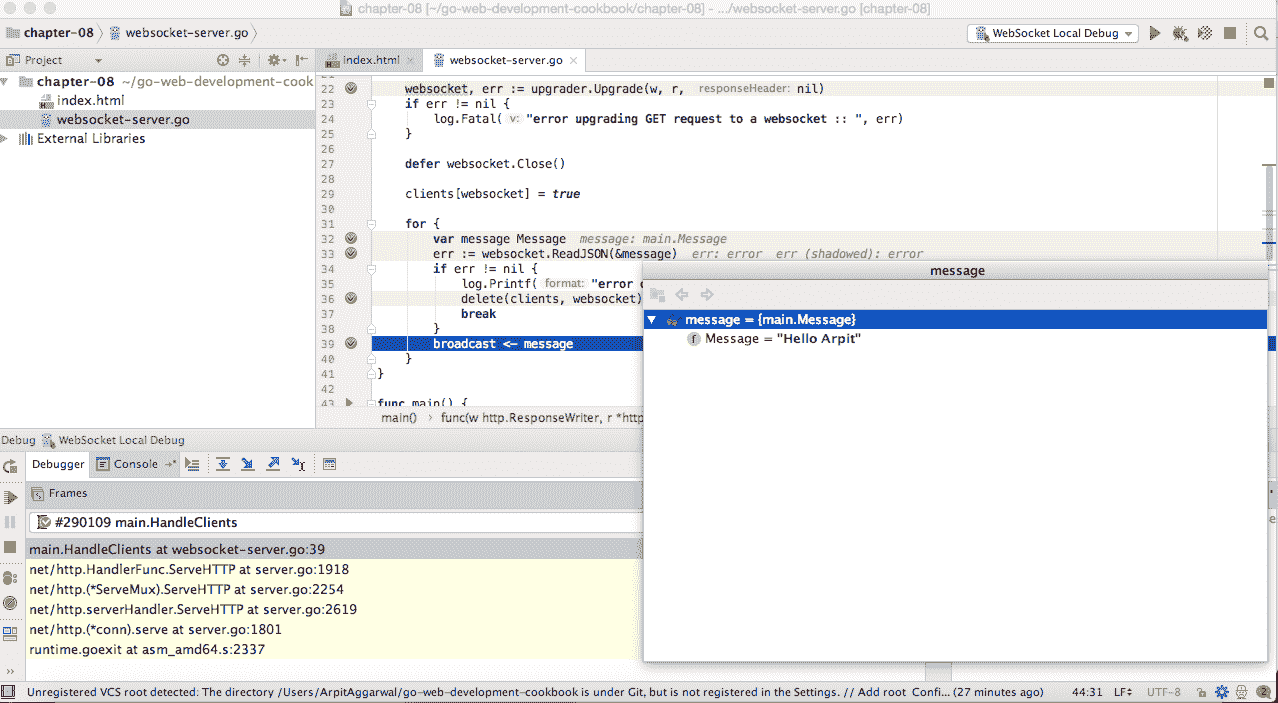 chapter-08 [~/go-web-development-cookbook/chapter-08] - .../websocket-server.go [chapter-08]
chapter-08 websocket-server.go WebSocket Local Debug
Project index.html websocket-server.go
chapter-08 ~/go-web-development-cook
index.html
websocket-server.go
External Libraries
21
22 websocket, err := upgrader.Upgrade(w, r, responseHeader: nil)
23 if err != nil {
24 log.Fatal( v: "error upgrading GET request to a websocket :: ", err)
25 }
26
27 defer websocket.Close()
28
29 clients[websocket] = true
30
31 for {
32 var message Message message: main.Message
33 err := websocket.ReadJSON(&message) err: error err (shadowed): error
34 if err != nil {
35 log.Printf( format: "error
36 delete(clients, websocket)
37 break
38 }
39 broadcast <- message
40 }
41 }
42
43 func main() {
main() › func(w http.ResponseWriter, r *http
message
message = {main.Message}
f Message = "Hello Arpit"
Debug WebSocket Local Debug
Debugger Console
Frames
#290109 main.HandleClients
main.HandleClients at websocket-server.go:39
net/http.HandlerFunc.ServeHTTP at server.go:1918
net/http.(*ServeMux).ServeHTTP at server.go:2254
net/http.serverHandler.ServeHTTP at server.go:2619
net/http.(*conn).serve at server.go:1801
runtime.goexit at asm_amd64.s:2337
Unregistered VCS root detected: The directory /Users/ArpitAggarwal/go-web-development-cookbook is under Git, but is not registered in the Settings. // Add root Confi... (27 minutes ago) 44:31 LF UTF-8 2